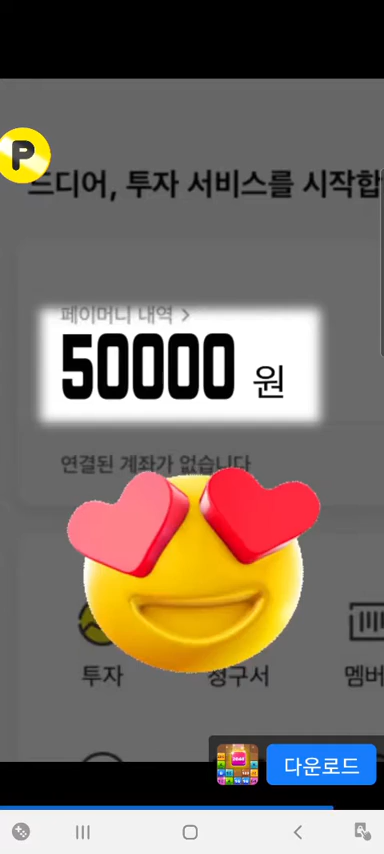 P
드디어, 투자 서비스를 시작합
페이머니 내역 >
50000 원
연결된 계좌가 없습니다
투자
청구서
멤버
다운로드